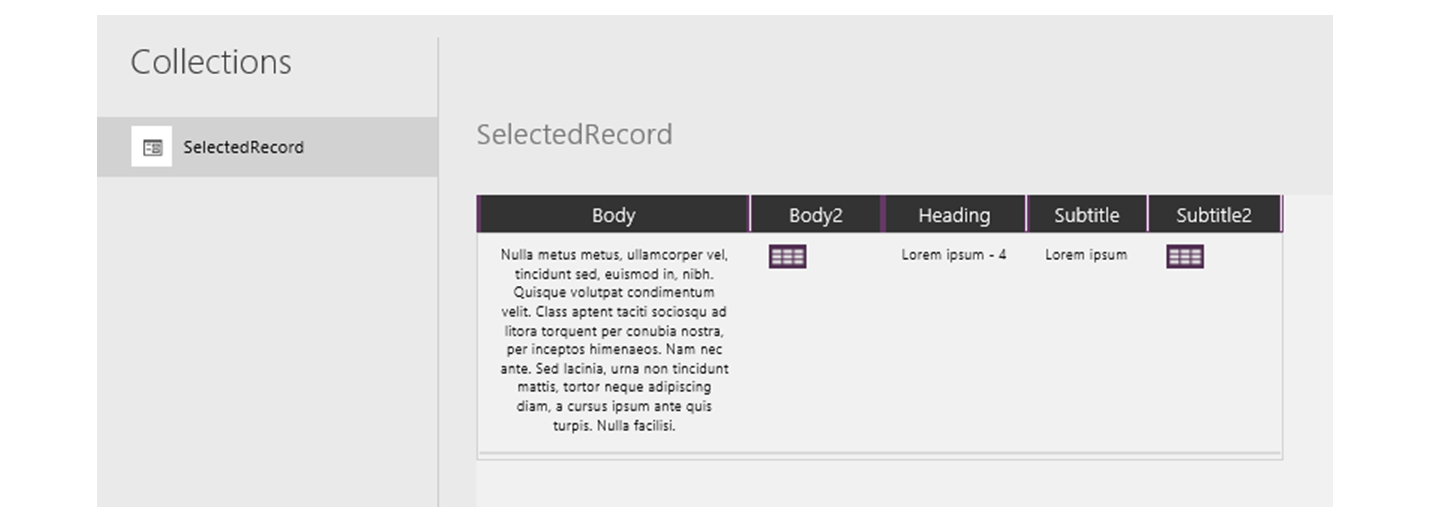 Collections
SelectedRecord
SelectedRecord
Body Body2 Heading Subtitle Subtitle2
Nulla metus metus, ullamcorper vel, Lorem ipsum - 4 Lorem ipsum
tincidunt sed, euismod in, nibh.
Quisque volutpat condimentum
velit. Class aptent taciti sociosqu ad
litora torquent per conubia nostra,
per inceptos himenaeos. Nam nec
ante. Sed lacinia, urna non tincidunt
mattis, tortor neque adipiscing
diam, a cursus ipsum ante quis
turpis. Nulla facilisi.